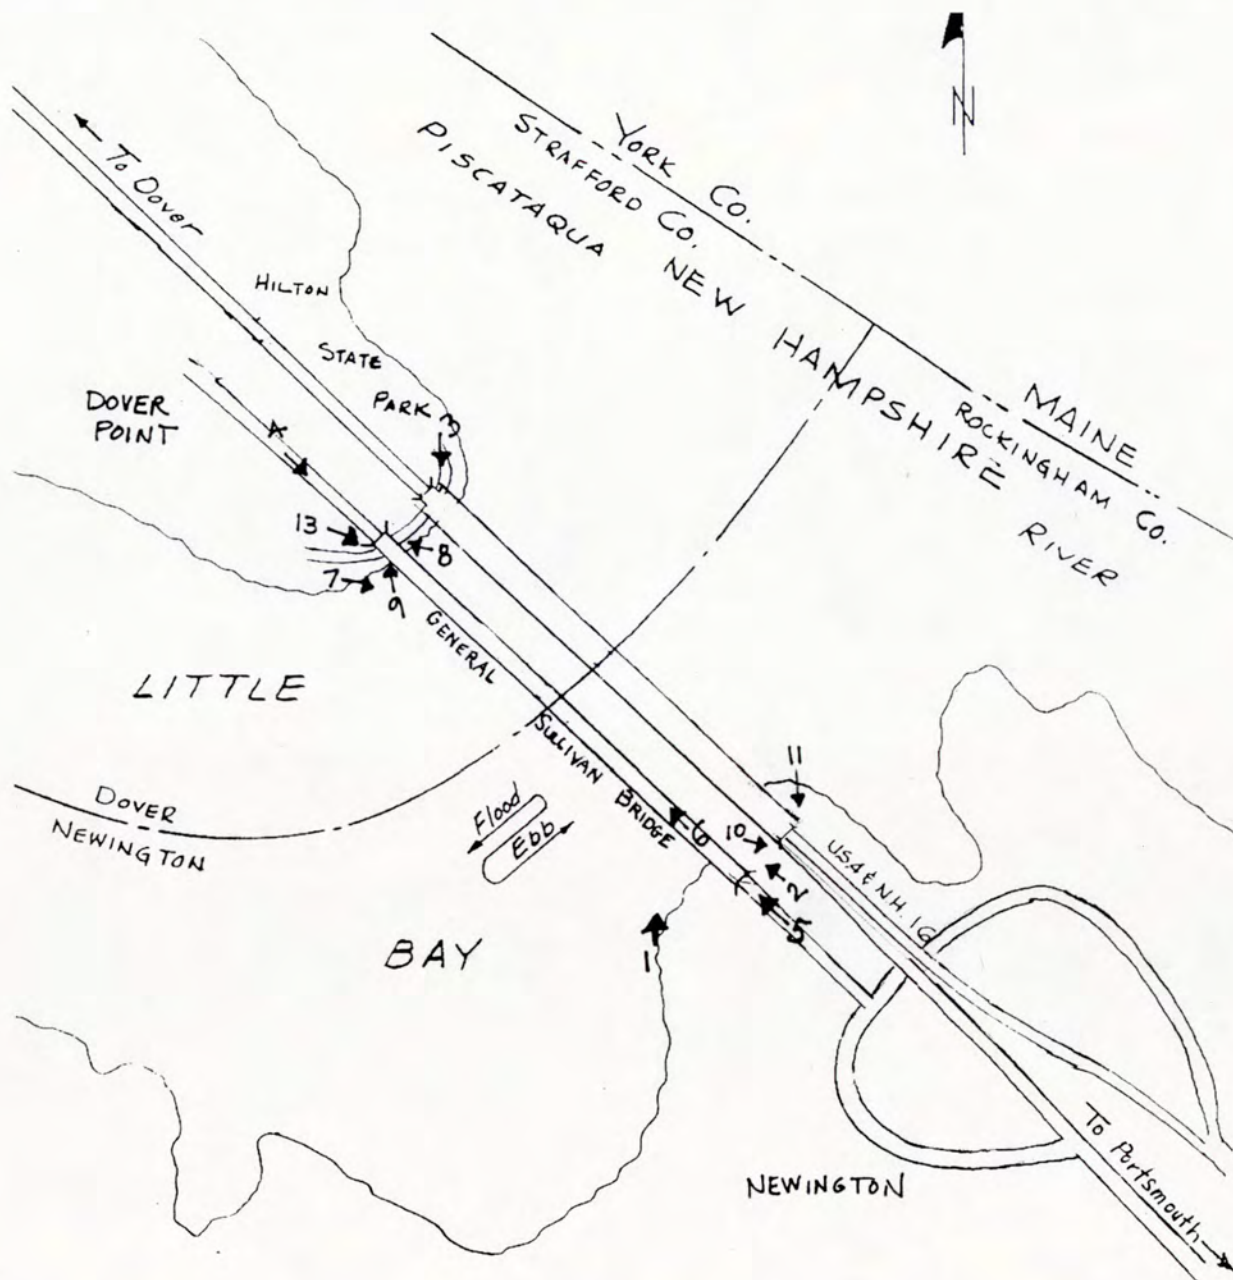 N
YORK CO.
STRAFFORD CO.
PISCATAQUA
NEW HAMPSHIRE
MAINE
ROCKINGHAM CO.
RIVER
To Dover
HILTON
STATE
PARK
3
DOVER
POINT
4
13
8
7
9
GENERAL
SULLIVAN
BRIDGE
LITTLE
DOVER
NEWINGTON
Flood
Ebb
BAY
11
6
10
2
5
1
US4 & N.H. 16
NEWINGTON
To Portsmouth